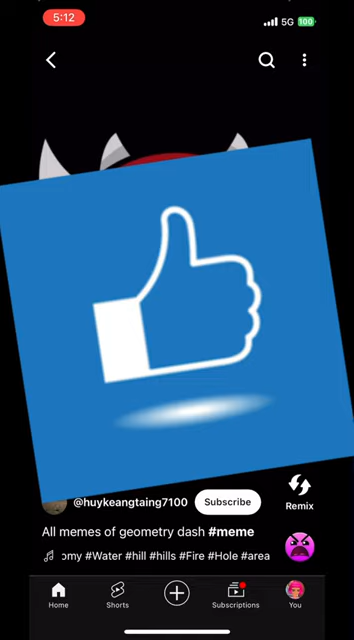 5:12
5G
100
@huykeangtaing7100
Subscribe
Remix
All memes of geometry dash #meme
omy #Water #hill #hills #Fire #Hole #area
Home
Shorts
Subscriptions
You